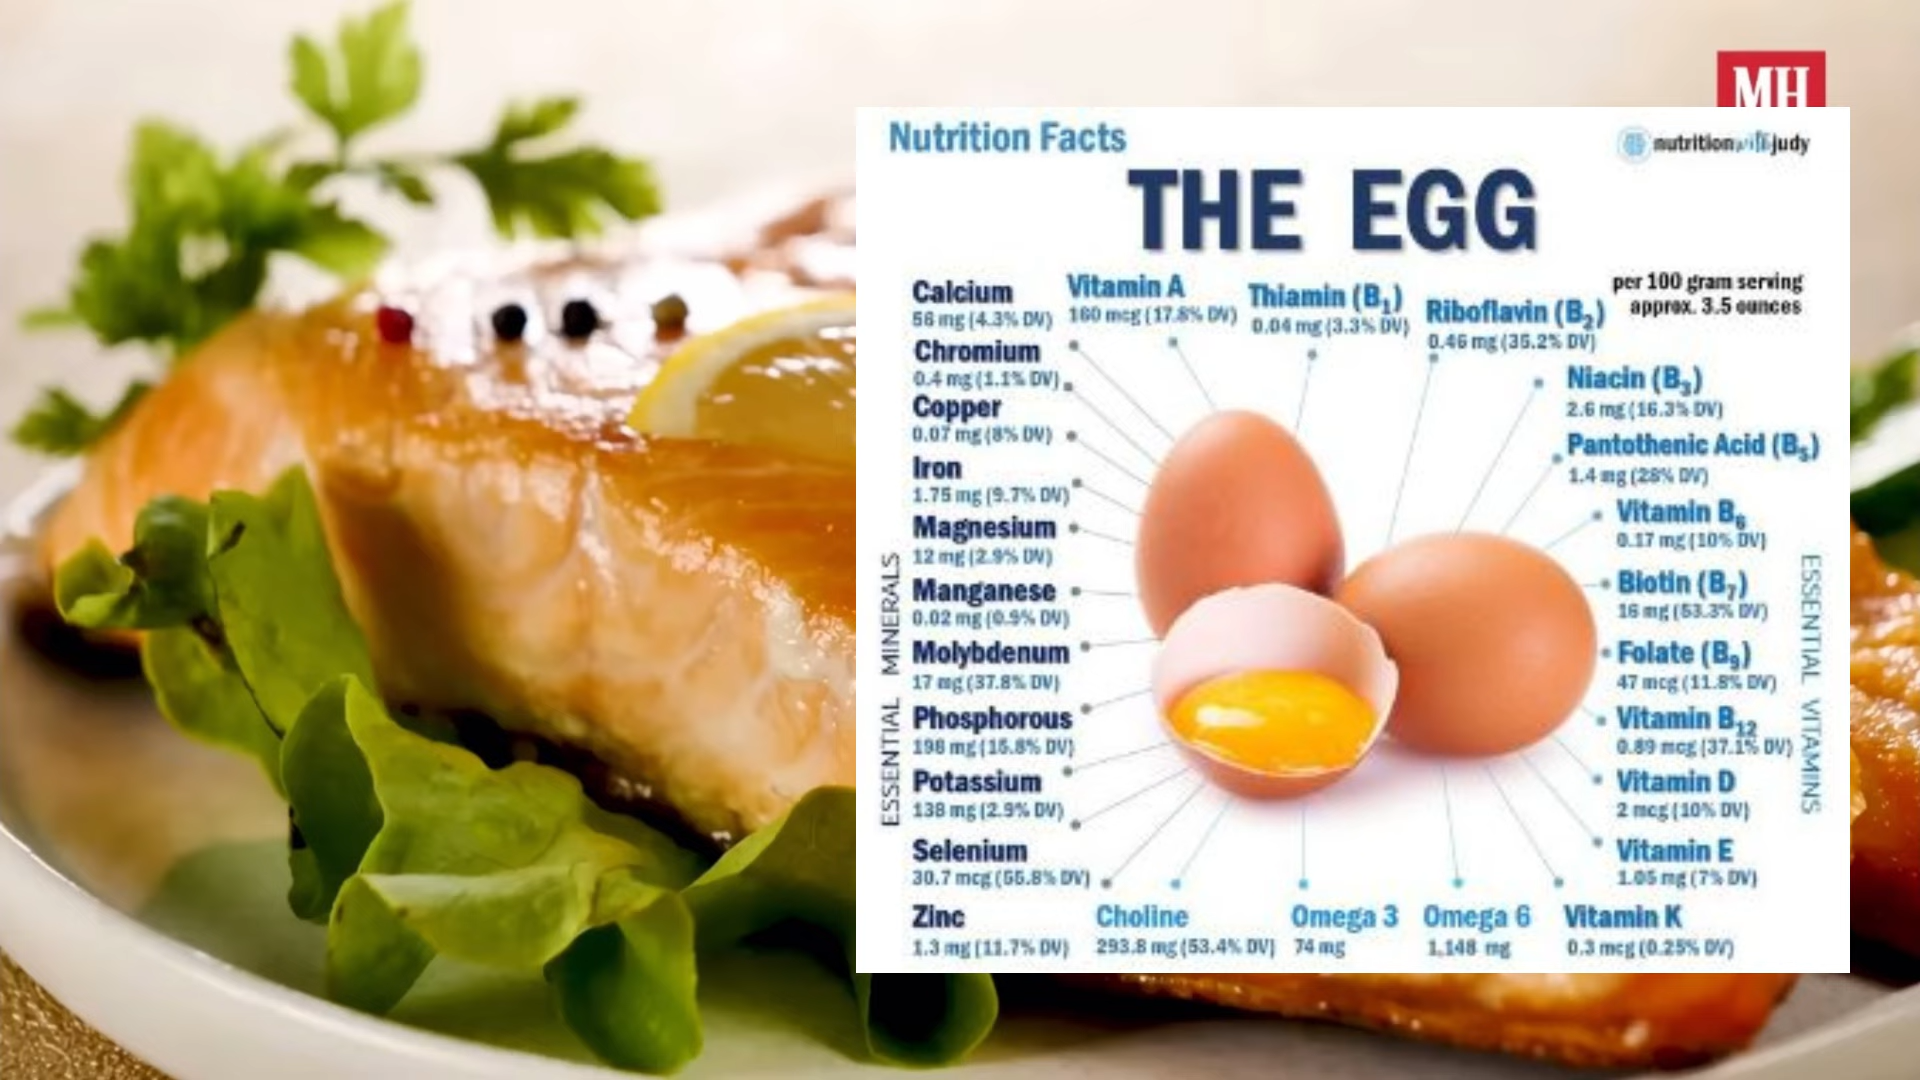 MH
Nutrition Facts
nutritionwithjudy
THE EGG
per 100 gram serving
approx. 3.5 ounces
Calcium
56 mg (4.3% DV)
Chromium
0.4 mg (1.1% DV)
Copper
0.07 mg (8% DV)
Iron
1.75 mg (9.7% DV)
Magnesium
12 mg (2.9% DV)
Manganese
0.02 mg (0.9% DV)
Molybdenum
17 mg (37.8% DV)
Phosphorous
198 mg (15.8% DV)
Potassium
138 mg (2.9% DV)
Selenium
30.7 mcg (55.8% DV)
Zinc
1.3 mg (11.7% DV)
ESSENTIAL MINERALS
Vitamin A
160 mcg (17.8% DV)
Thiamin (B₁)
0.04 mg (3.3% DV)
Riboflavin (B₂)
0.46 mg (35.2% DV)
Niacin (B₃)
2.6 mg (16.3% DV)
Pantothenic Acid (B₅)
1.4 mg (28% DV)
Vitamin B₆
0.17 mg (10% DV)
Biotin (B₇)
16 mg (53.3% DV)
Folate (B₉)
47 mcg (11.8% DV)
Vitamin B₁₂
0.89 mcg (37.1% DV)
Vitamin D
2 mcg (10% DV)
Vitamin E
1.05 mg (7% DV)
ESSENTIAL VITAMINS
Choline
293.8 mg (53.4% DV)
Omega 3
74 mg
Omega 6
1,148 mg
Vitamin K
0.3 mcg (0.25% DV)